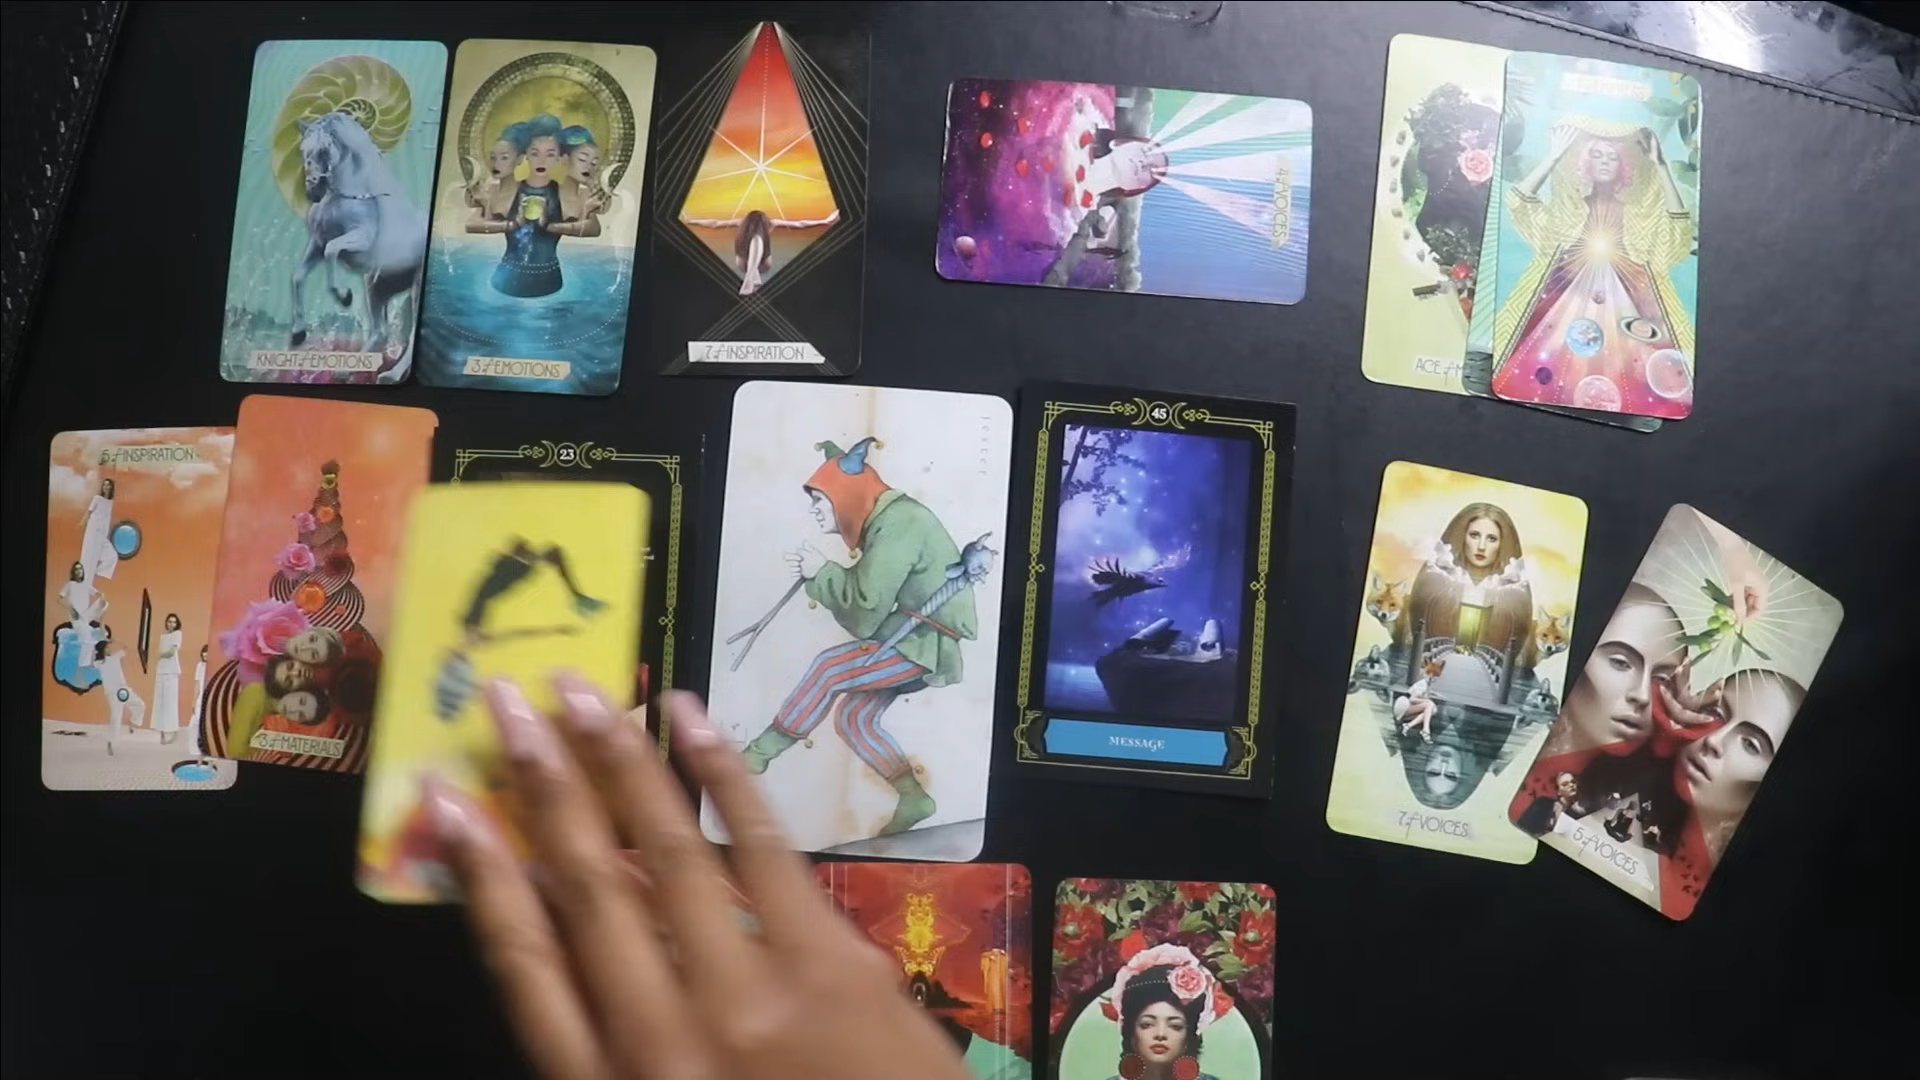 KNIGHT of EMOTIONS
3 of EMOTIONS
7 of INSPIRATION
4 of VOICES
ACE of M
5 of INSPIRATION
3 of MATERIALS
23
Jester
45
MESSAGE
7 of VOICES
5 of VOICES